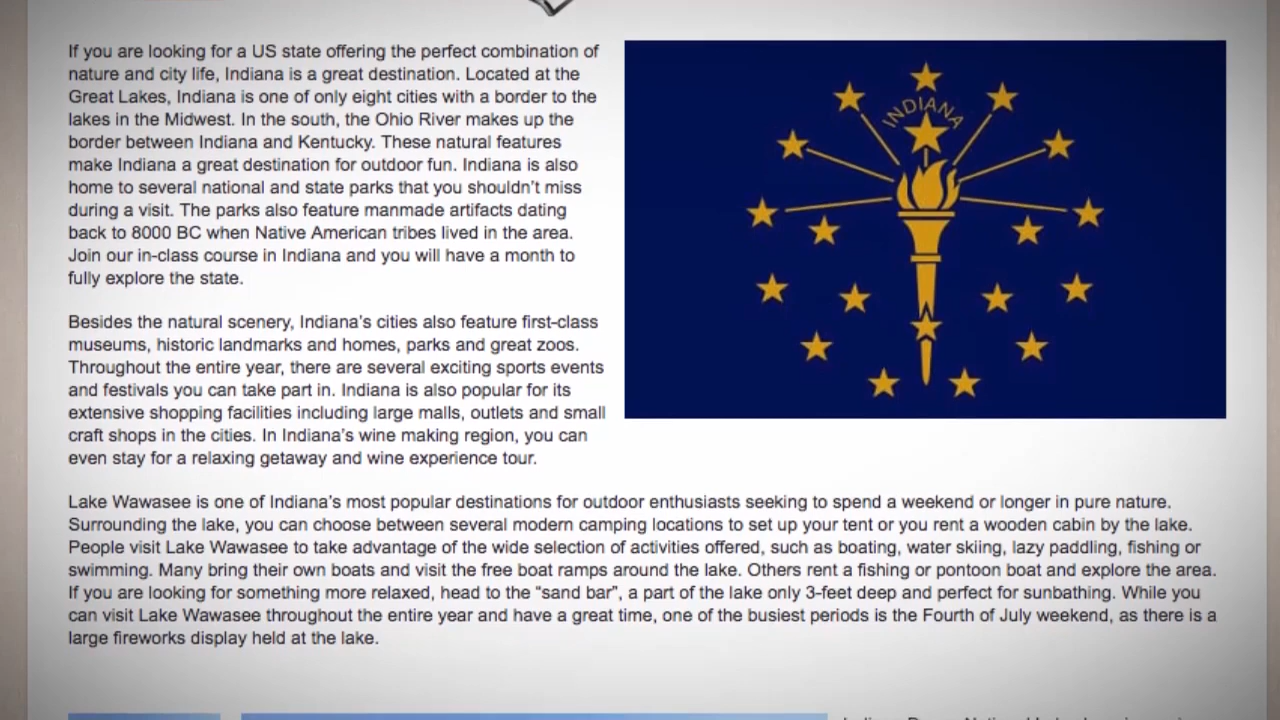 If you are looking for a US state offering the perfect combination of
nature and city life, Indiana is a great destination. Located at the
Great Lakes, Indiana is one of only eight cities with a border to the
lakes in the Midwest. In the south, the Ohio River makes up the
border between Indiana and Kentucky. These natural features
make Indiana a great destination for outdoor fun. Indiana is also
home to several national and state parks that you shouldn't miss
during a visit. The parks also feature manmade artifacts dating
back to 8000 BC when Native American tribes lived in the area.
Join our in-class course in Indiana and you will have a month to
fully explore the state.
INDIANA
Besides the natural scenery, Indiana's cities also feature first-class
museums, historic landmarks and homes, parks and great zoos.
Throughout the entire year, there are several exciting sports events
and festivals you can take part in. Indiana is also popular for its
extensive shopping facilities including large malls, outlets and small
craft shops in the cities. In Indiana's wine making region, you can
even stay for a relaxing getaway and wine experience tour.
Lake Wawasee is one of Indiana's most popular destinations for outdoor enthusiasts seeking to spend a weekend or longer in pure nature.
Surrounding the lake, you can choose between several modern camping locations to set up your tent or you rent a wooden cabin by the lake.
People visit Lake Wawasee to take advantage of the wide selection of activities offered, such as boating, water skiing, lazy paddling, fishing or
swimming. Many bring their own boats and visit the free boat ramps around the lake. Others rent a fishing or pontoon boat and explore the area.
If you are looking for something more relaxed, head to the "sand bar", a part of the lake only 3-feet deep and perfect for sunbathing. While you
can visit Lake Wawasee throughout the entire year and have a great time, one of the busiest periods is the Fourth of July weekend, as there is a
large fireworks display held at the lake.